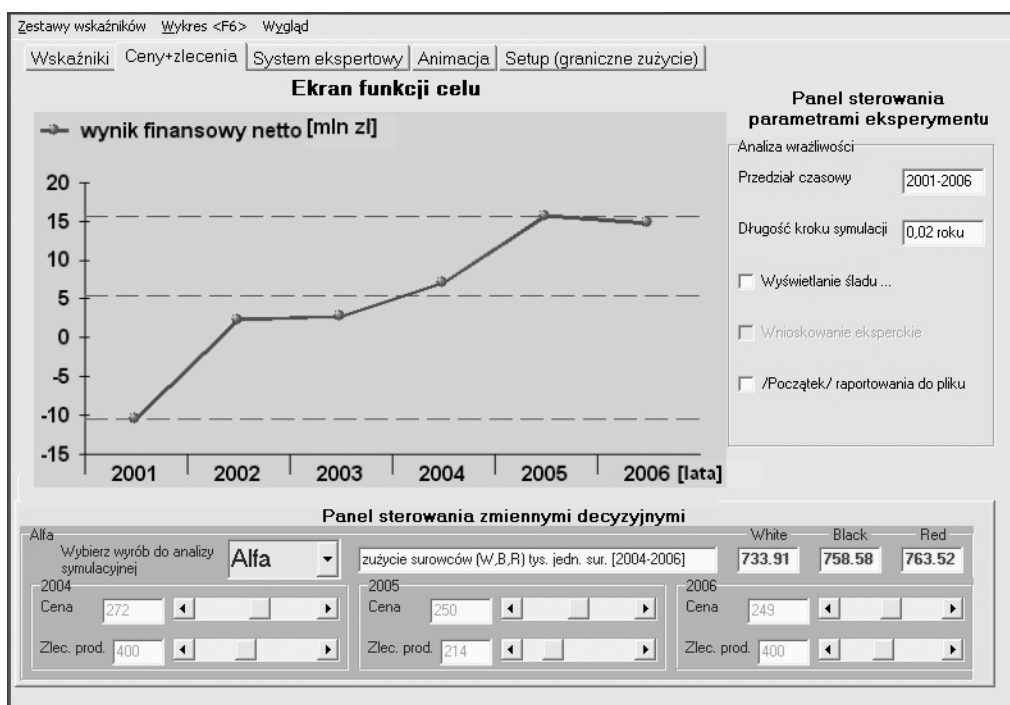 Zestawy wskaźników Wykres <F6> Wygląd
Wskaźniki Ceny+zlecenia System ekspertowy Animacja Setup (graniczne zużycie)
Ekran funkcji celu
wynik finansowy netto [mln zl]
20
15
10
5
0
-5
-10
-15
2001 2002 2003 2004 2005 2006 [lata]
Panel sterowania
parametrami eksperymentu
Analiza wrażliwości
Przedział czasowy 2001-2006
Długość kroku symulacji 0,02 roku
Wyświetlanie śladu ...
Wnioskowanie eksperckie
/Początek/ raportowania do pliku
Panel sterowania zmiennymi decyzyjnymi
Alfa
Wybierz wyrób do analizy
symulacyjnej
Alfa
zużycie surowców (W,B,R) tys. jedn. sur. [2004-2006]
White Black Red
733.91 758.58 763.52
2004
Cena 272
Zlec. prod. 400
2005
Cena 250
Zlec. prod. 214
2006
Cena 249
Zlec. prod. 400